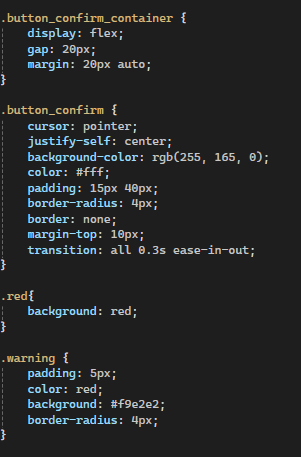 .button_confirm_container {
    display: flex;
    gap: 20px;
    margin: 20px auto;
}
.button_confirm {
    cursor: pointer;
    justify-self: center;
    background-color: rgb(255, 165, 0);
    color: #fff;
    padding: 15px 40px;
    border-radius: 4px;
    border: none;
    margin-top: 10px;
    transition: all 0.3s ease-in-out;
}
.red{
    background: red;
}
.warning {
    padding: 5px;
    color: red;
    background: #f9e2e2;
    border-radius: 4px;
}